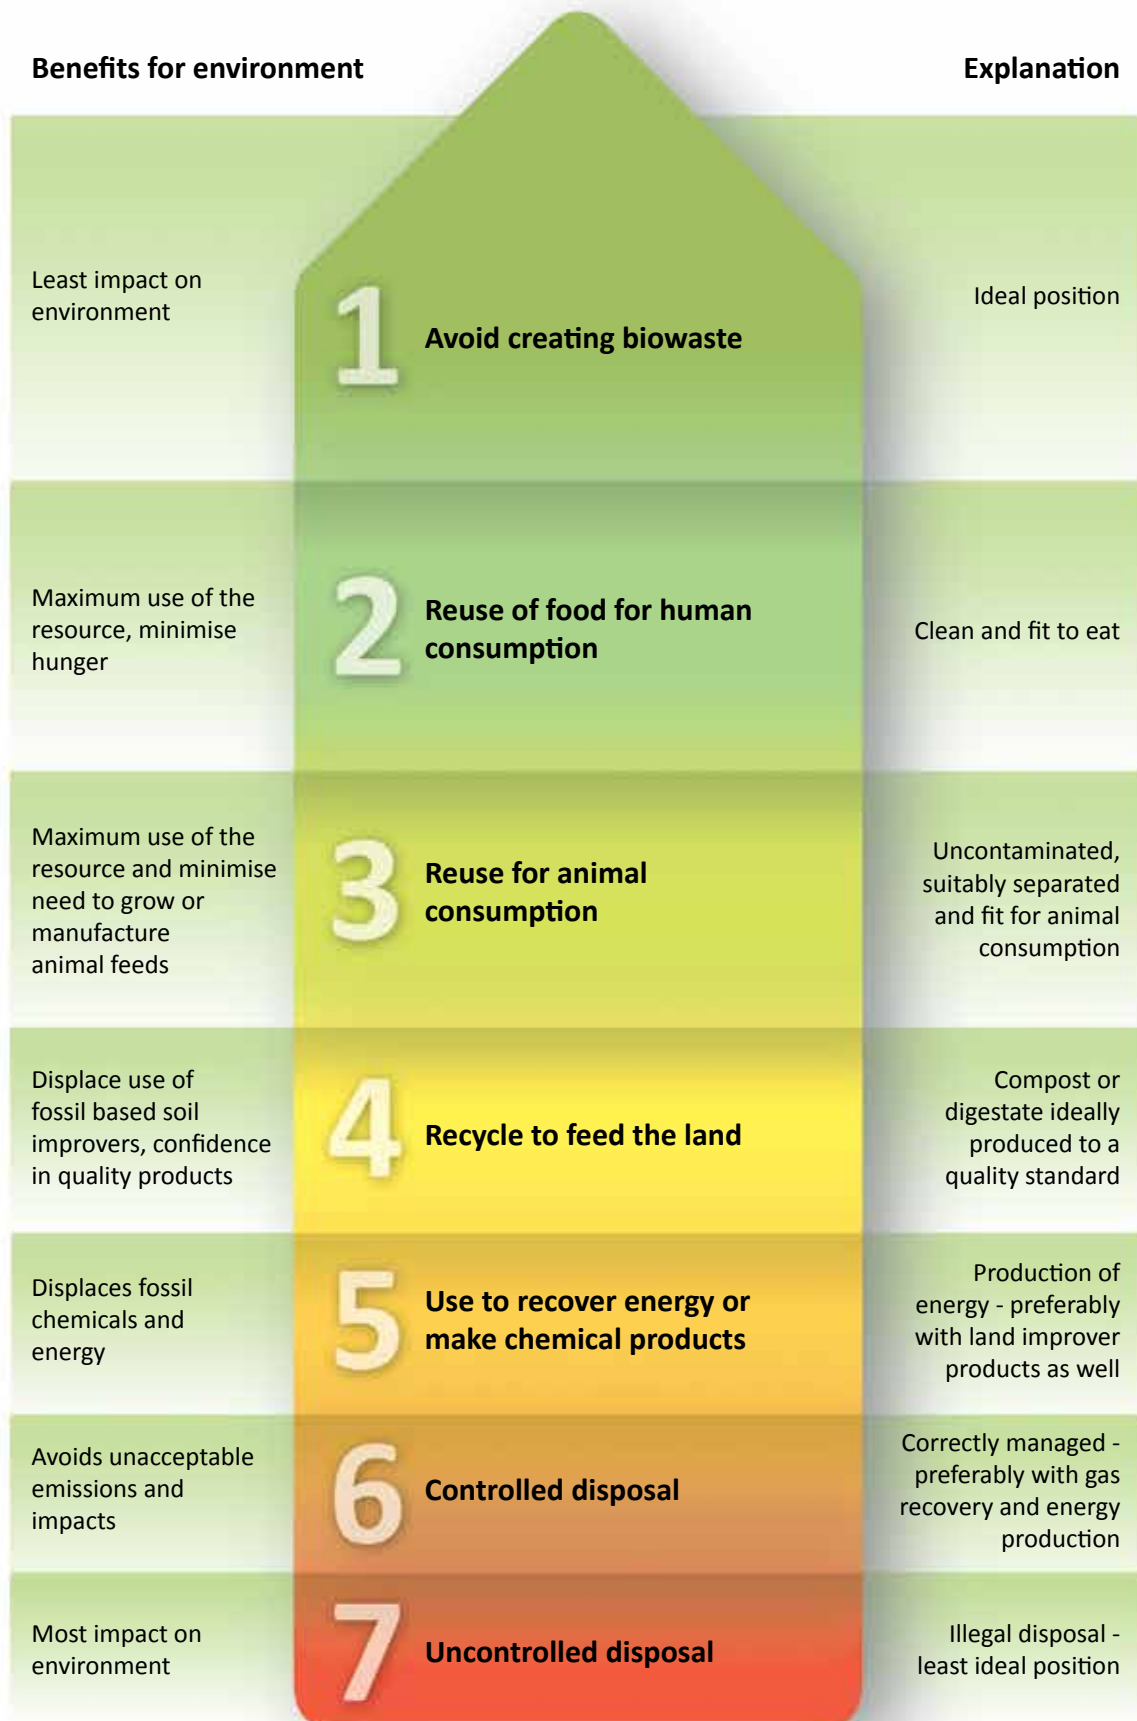 Benefits for environment
Explanation
Least impact on
environment
1
Avoid creating biowaste
Ideal position
Maximum use of the
resource, minimise
hunger
2
Reuse of food for human
consumption
Clean and fit to eat
Maximum use of the
resource and minimise
need to grow or
manufacture
animal feeds
3
Reuse for animal
consumption
Uncontaminated,
suitably separated
and fit for animal
consumption
Displace use of
fossil based soil
improvers, confidence
in quality products
4
Recycle to feed the land
Compost or
digestate ideally
produced to a
quality standard
Displaces fossil
chemicals and
energy
5
Use to recover energy or
make chemical products
Production of
energy - preferably
with land improver
products as well
Avoids unacceptable
emissions and
impacts
6
Controlled disposal
Correctly managed -
preferably with gas
recovery and energy
production
Most impact on
environment
7
Uncontrolled disposal
Illegal disposal -
least ideal position